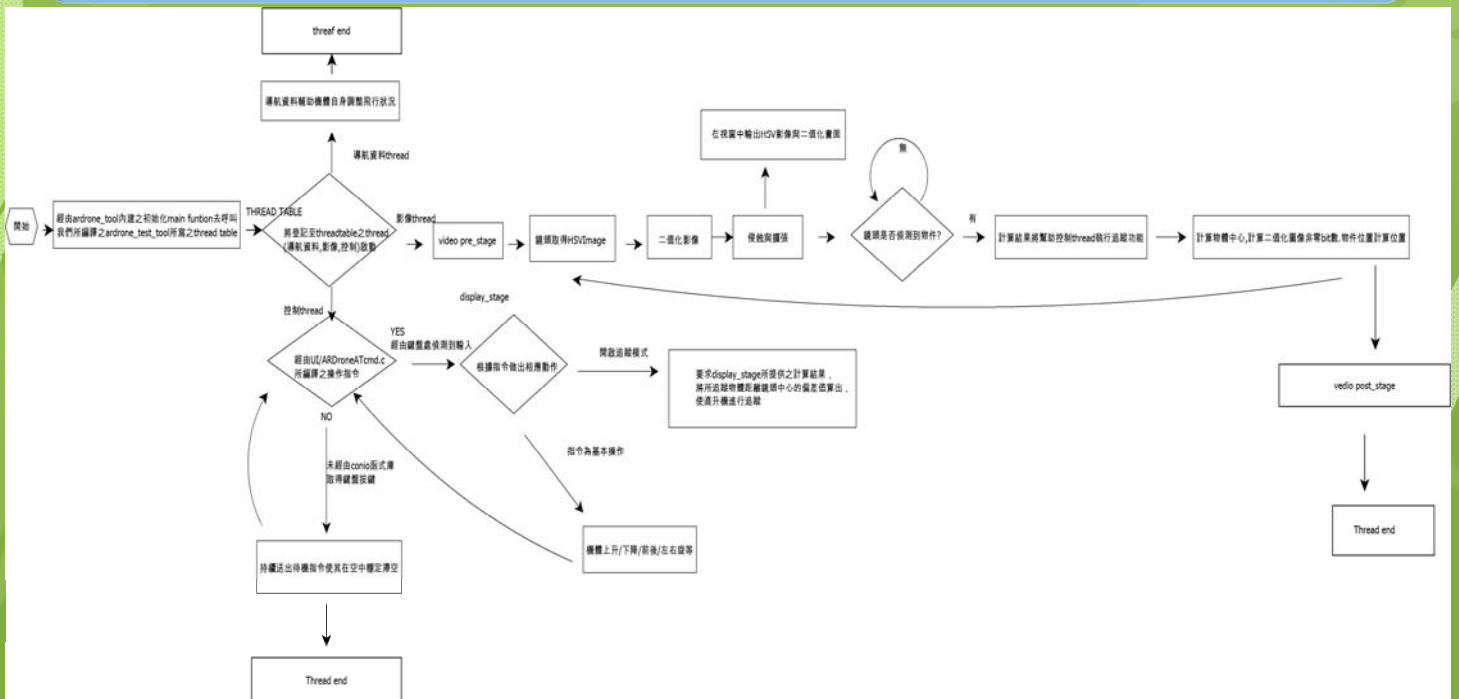 threaf end
導航資料輔助機體自身調整飛行狀況
導航資料thread
開始
經由ardrone_tool內建之初始化main funtion去呼叫
我們所編譯之ardrone_test_tool所寫之thread table
THREAD TABLE
將登記至threadtable之thread
(導航資料,影像,控制)啟動
影像thread
video pre_stage
鏡頭取得HSVImage
二值化影像
侵蝕與擴張
在視窗中輸出HSV影像與二值化畫面
無
鏡頭是否偵測到物件?
有
計算結果將幫助控制thread執行追蹤功能
計算物體中心,計算二值化圖像非零bit數.物件位置計算位置
vedio post_stage
Thread end
控制thread
經由UI/ARDroneATcmd.c
所編譯之操作指令
YES
經由鍵盤處偵測到輸入
display_stage
根據指令做出相應動作
開啟追蹤模式
要求display_stage所提供之計算結果，
將所追蹤物體距離鏡頭中心的偏差值算出，
使直升機進行追蹤
指令為基本操作
機體上升/下降/前後/左右旋等
NO
未經由conio函式庫
取得鍵盤按鍵
持續送出待機指令使其在空中穩定滯空
Thread end